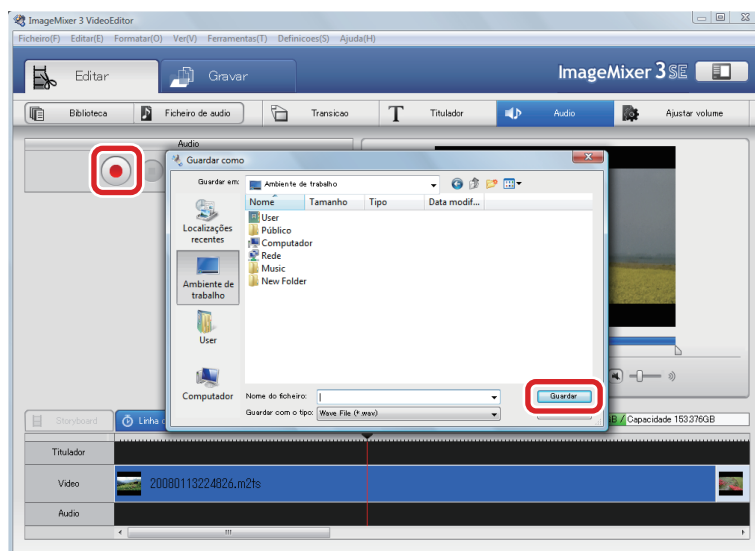 ImageMixer 3 VideoEditor
Ficheiro(F) Editar(E) Formatar(O) Ver(V) Ferramentas(T) Definicoes(S) Ajuda(H)
Editar Gravar ImageMixer 3 SE
Biblioteca Ficheiro de audio Transicao T Titulador Audio Ajustar volume
Audio
Guardar como
Guardar em: Ambiente de trabalho
Nome Tamanho Tipo Data modif...
User
Público
Computador
Rede
Music
New Folder
Localizações recentes
Ambiente de trabalho
User
Computador
Nome do ficheiro: Guardar
Guardar com o tipo: Wave File (*.wav)
Storyboard Linha / Capacidade 153.376GB
Titulador
Video 20080113224826.m2ts
Audio